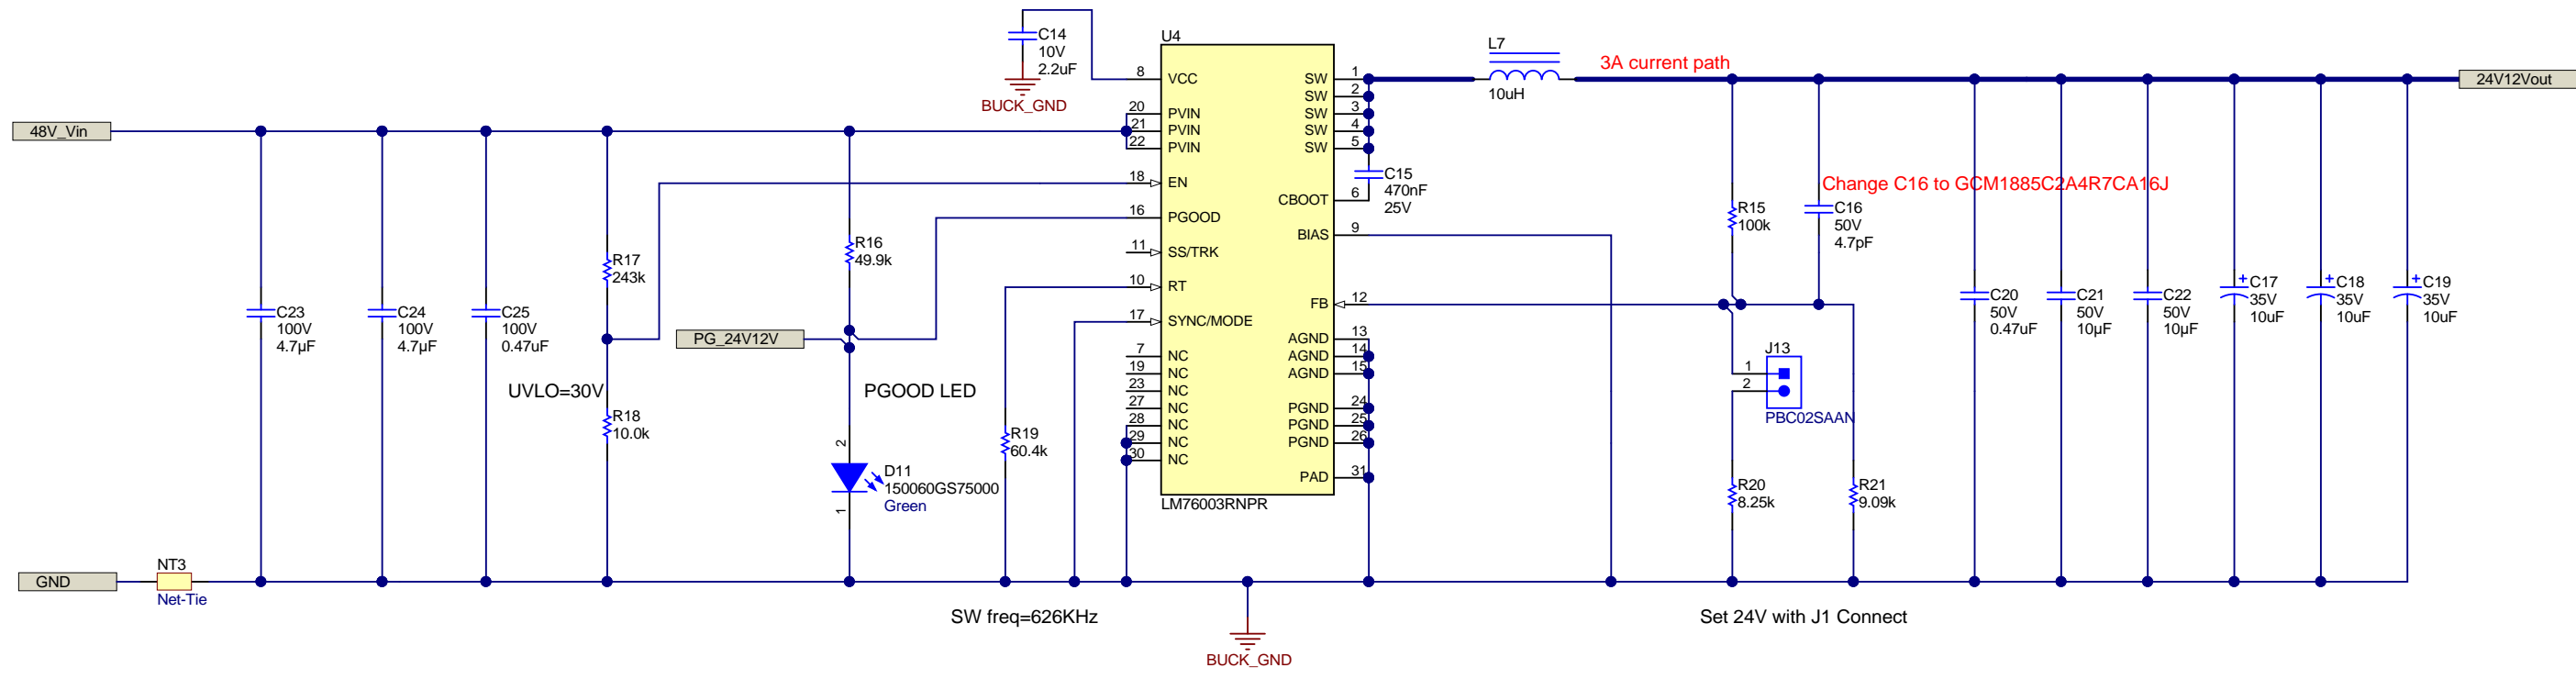 C14
10V
2.2uF
BUCK_GND
U4
8 VCC
20 PVIN
21 PVIN
22 PVIN
18 EN
16 PGOOD
11 SS/TRK
10 RT
17 SYNC/MODE
7 NC
19 NC
23 NC
27 NC
28 NC
29 NC
30 NC
SW 1
SW 2
SW 3
SW 4
SW 5
CBOOT 6
BIAS 9
FB 12
AGND 13
AGND 14
AGND 15
PGND 24
PGND 25
PGND 26
PAD 31
LM76003RNPR
L7
10uH
3A current path
24V12Vout
48V_Vin
C15
470nF
25V
Change C16 to GCM1885C2A4R7CA16J
R15
100k
C16
50V
4.7pF
R16
49.9k
R17
243k
C23
100V
4.7µF
C24
100V
4.7µF
C25
100V
0.47uF
PG_24V12V
UVLO=30V
PGOOD LED
R18
10.0k
2
D11
150060GS75000
Green
1
R19
60.4k
J13
1
2
PBC02SAAN
R20
8.25k
R21
9.09k
C20
50V
0.47uF
C21
50V
10µF
C22
50V
10µF
+
C17
35V
10uF
+
C18
35V
10uF
+
C19
35V
10uF
GND
NT3
Net-Tie
SW freq=626KHz
BUCK_GND
Set 24V with J1 Connect